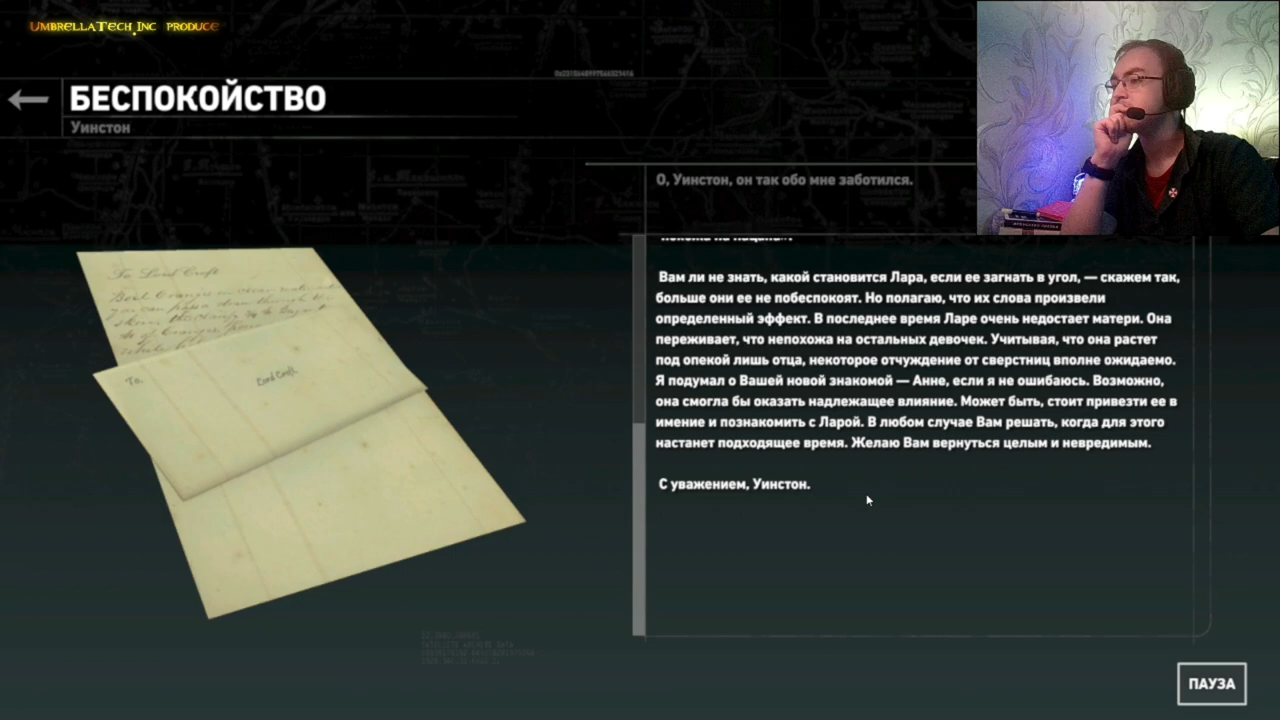 UmbrellaTech.Inc produce
БЕСПОКОЙСТВО
Уинстон
О, Уинстон, он так обо мне заботился.
Вам ли не знать, какой становится Лара, если ее загнать в угол, — скажем так,
больше они ее не побеспокоят. Но полагаю, что их слова произвели
определенный эффект. В последнее время Ларе очень недостает матери. Она
переживает, что непохожа на остальных девочек. Учитывая, что она растет
под опекой лишь отца, некоторое отчуждение от сверстниц вполне ожидаемо.
Я подумал о Вашей новой знакомой — Анне, если я не ошибаюсь. Возможно,
она смогла бы оказать надлежащее влияние. Может быть, стоит привезти ее в
имение и познакомить с Ларой. В любом случае Вам решать, когда для этого
настанет подходящее время. Желаю Вам вернуться целым и невредимым.
С уважением, Уинстон.
To Lord Croft
To,
Lord Croft
ПАУЗА